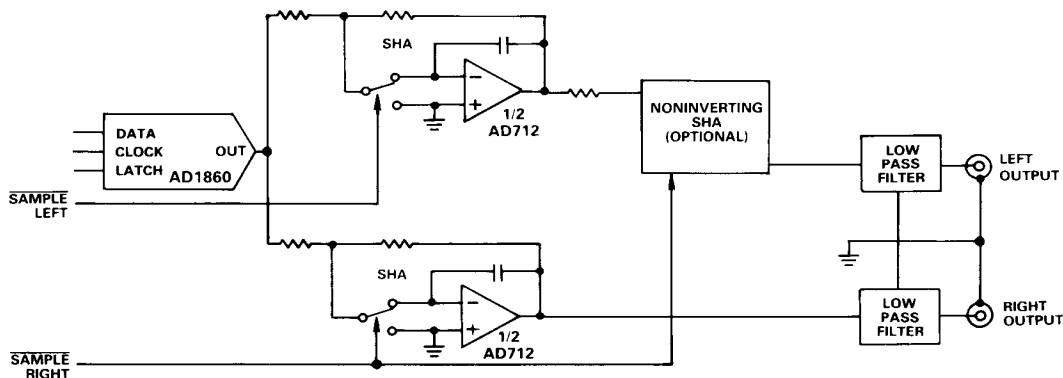 SHA
1/2
AD712
NONINVERTING
SHA
(OPTIONAL)
DATA
CLOCK
LATCH
OUT
AD1860
LOW
PASS
FILTER
LEFT
OUTPUT
SAMPLE
LEFT
SHA
1/2
AD712
LOW
PASS
FILTER
RIGHT
OUTPUT
SAMPLE
RIGHT